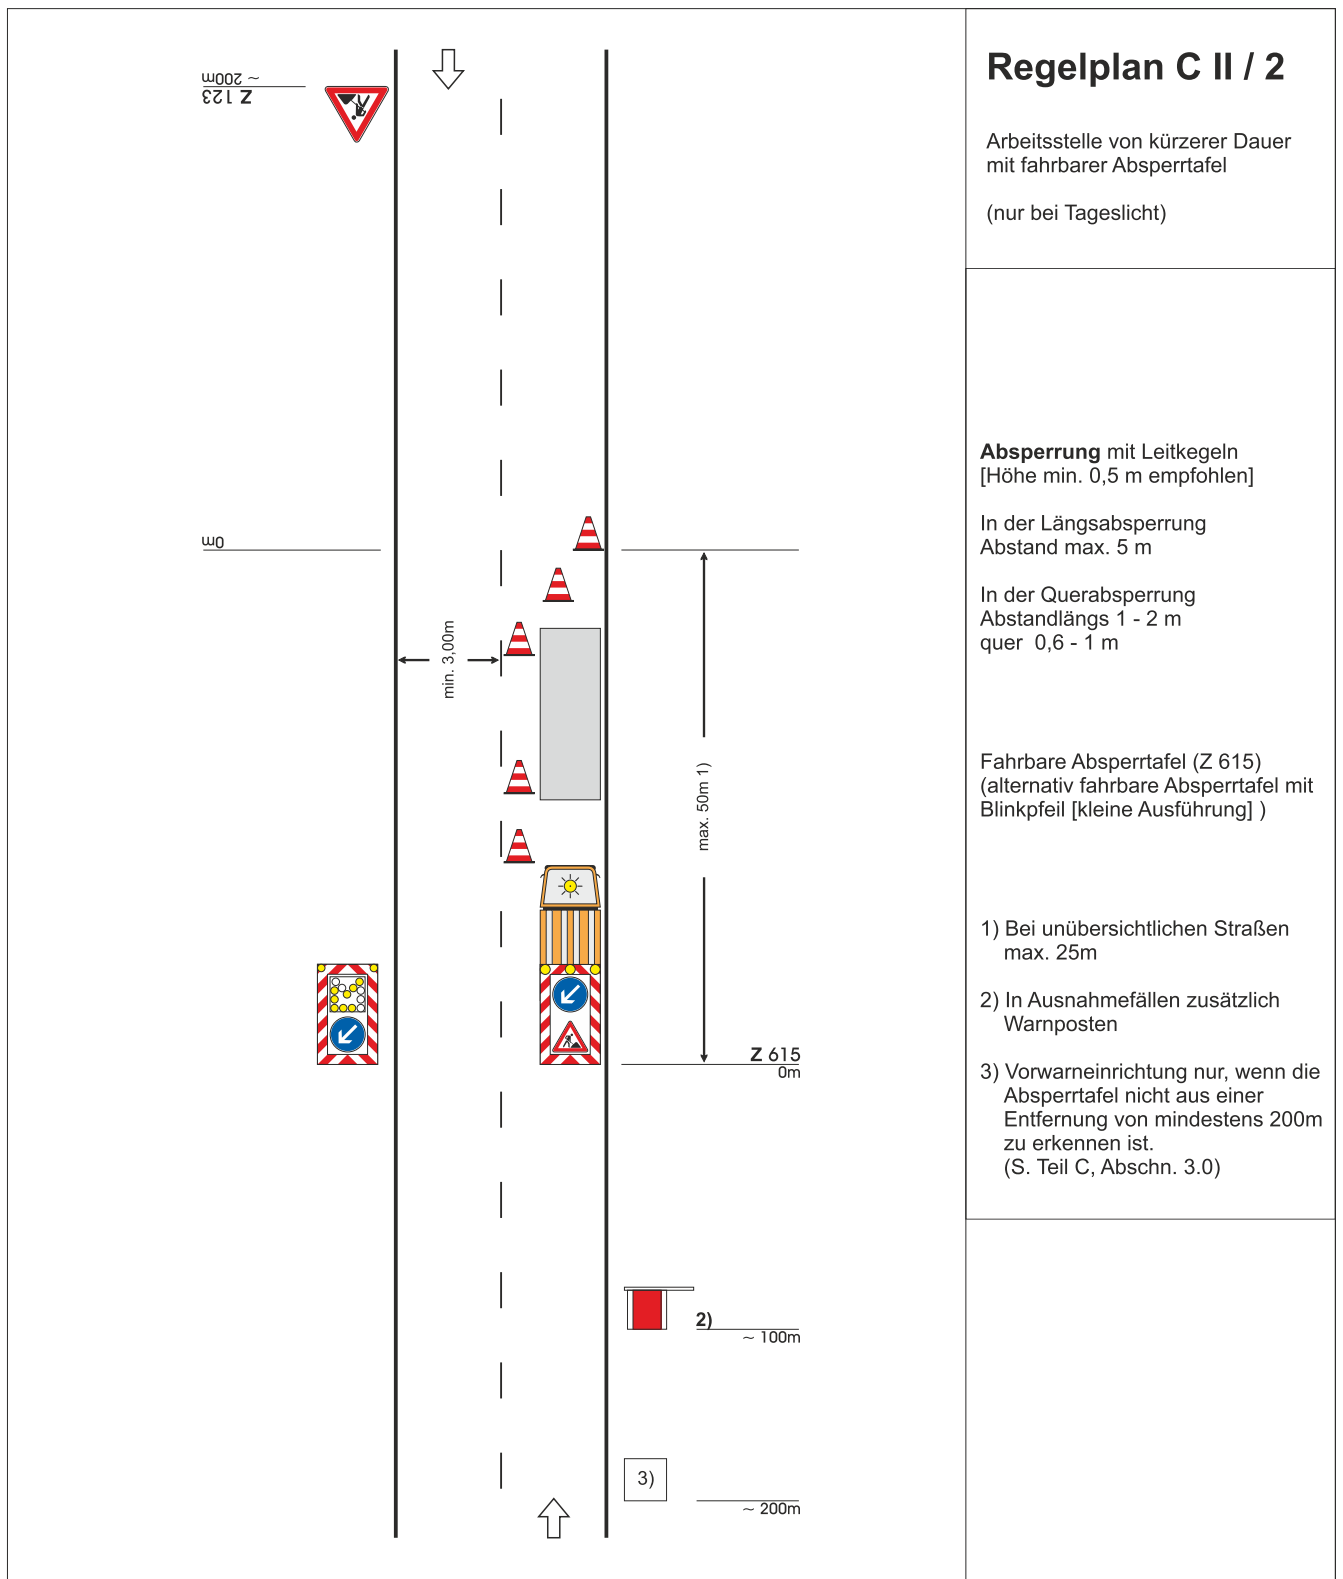 Regelplan C II / 2
Arbeitsstelle von kürzerer Dauer
mit fahrbarer Absperrtafel
(nur bei Tageslicht)
~ 200m
Z 123
0m
min. 3,00m
max. 50m 1)
Z 615
0m
2)
~ 100m
3)
~ 200m
Absperrung mit Leitkegeln
[Höhe min. 0,5 m empfohlen]
In der Längsabsperrung
Abstand max. 5 m
In der Querabsperrung
Abstandlängs 1 - 2 m
quer 0,6 - 1 m
Fahrbare Absperrtafel (Z 615)
(alternativ fahrbare Absperrtafel mit
Blinkpfeil [kleine Ausführung] )
1) Bei unübersichtlichen Straßen
max. 25m
2) In Ausnahmefällen zusätzlich
Warnposten
3) Vorwarneinrichtung nur, wenn die
Absperrtafel nicht aus einer
Entfernung von mindestens 200m
zu erkennen ist.
(S. Teil C, Abschn. 3.0)